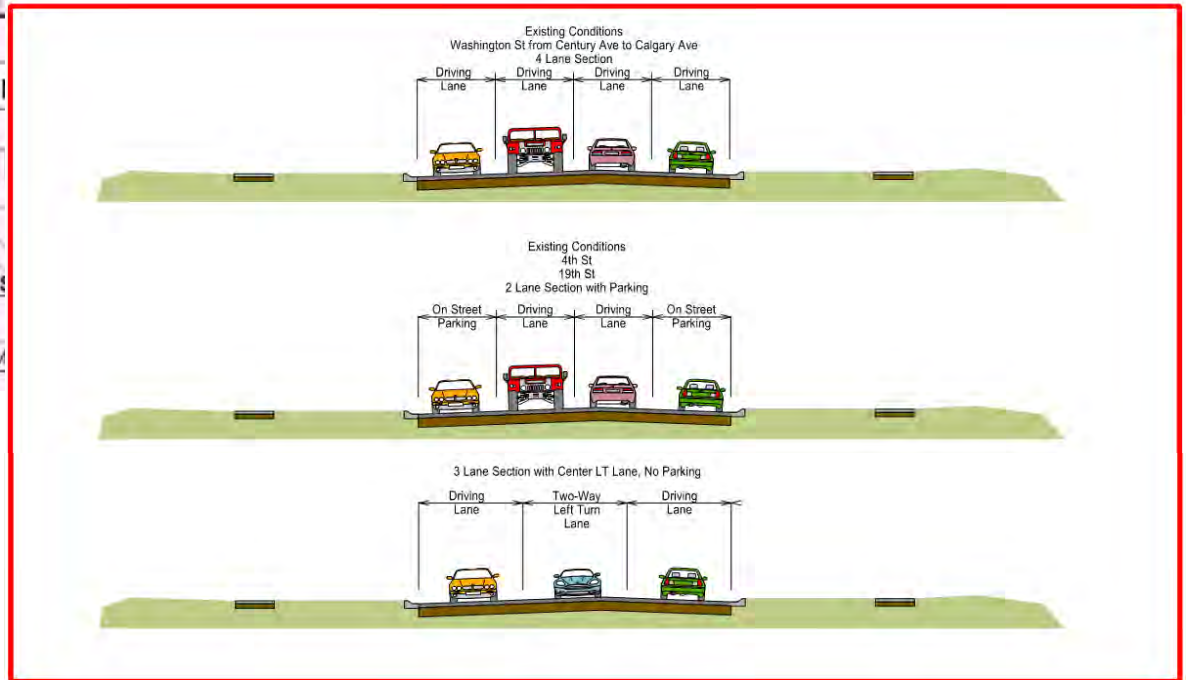 Existing Conditions
Washington St from Century Ave to Calgary Ave
4 Lane Section
Driving Lane
Driving Lane
Driving Lane
Driving Lane
Existing Conditions
4th St
19th St
2 Lane Section with Parking
On Street Parking
Driving Lane
Driving Lane
On Street Parking
3 Lane Section with Center LT Lane, No Parking
Driving Lane
Two-Way Left Turn Lane
Driving Lane